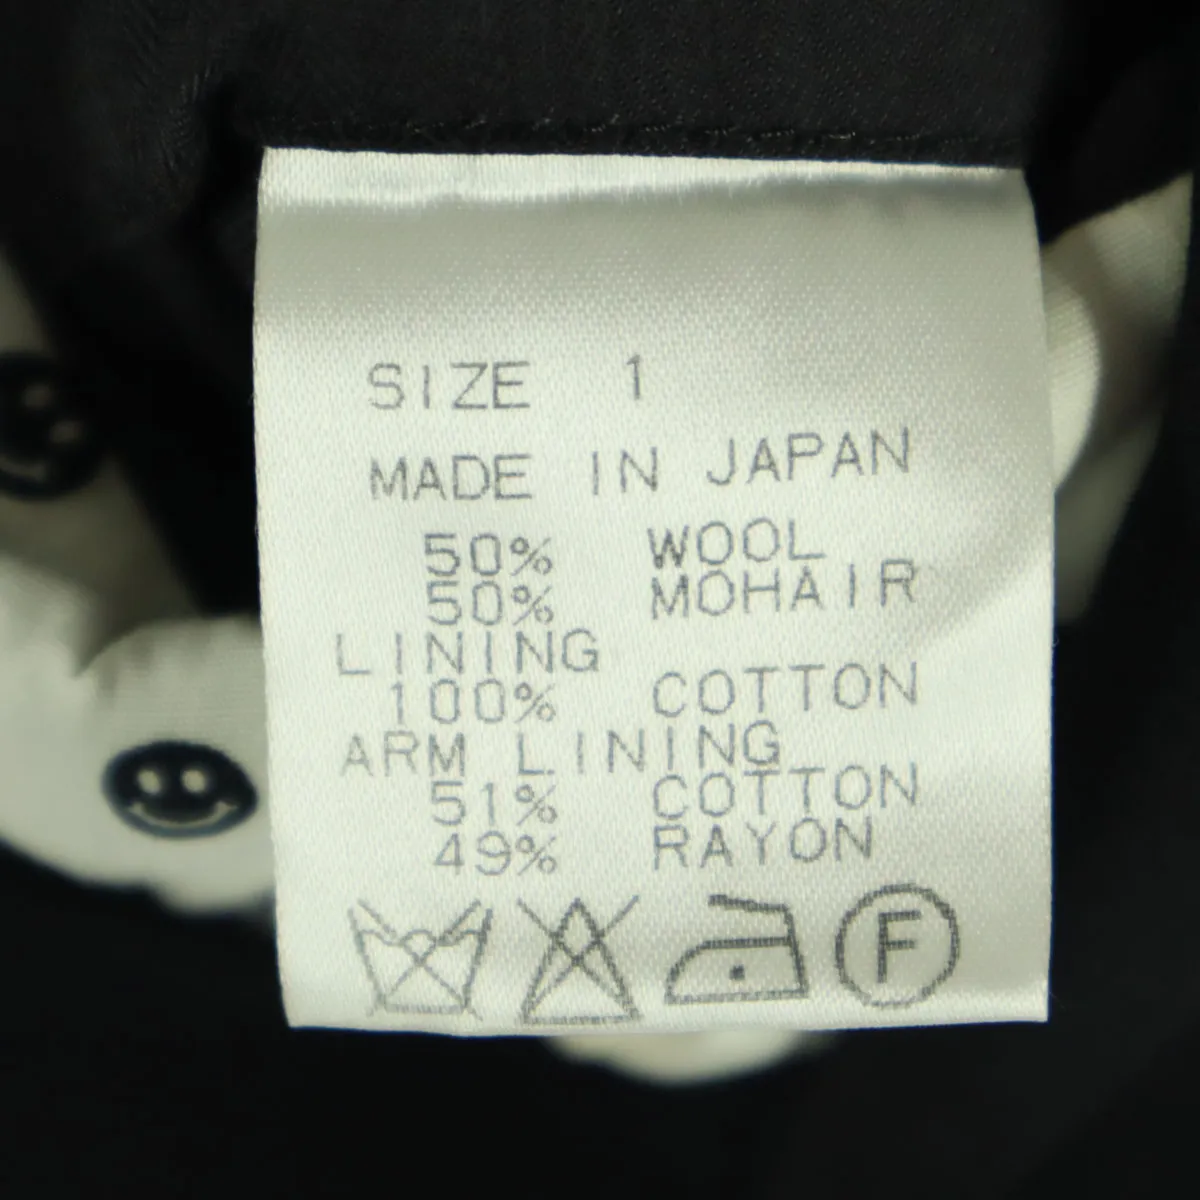 SIZE 1
MADE IN JAPAN
50% WOOL
50% MOHAIR
LINING
100% COTTON
ARM LINING
51% COTTON
49% RAYON
F